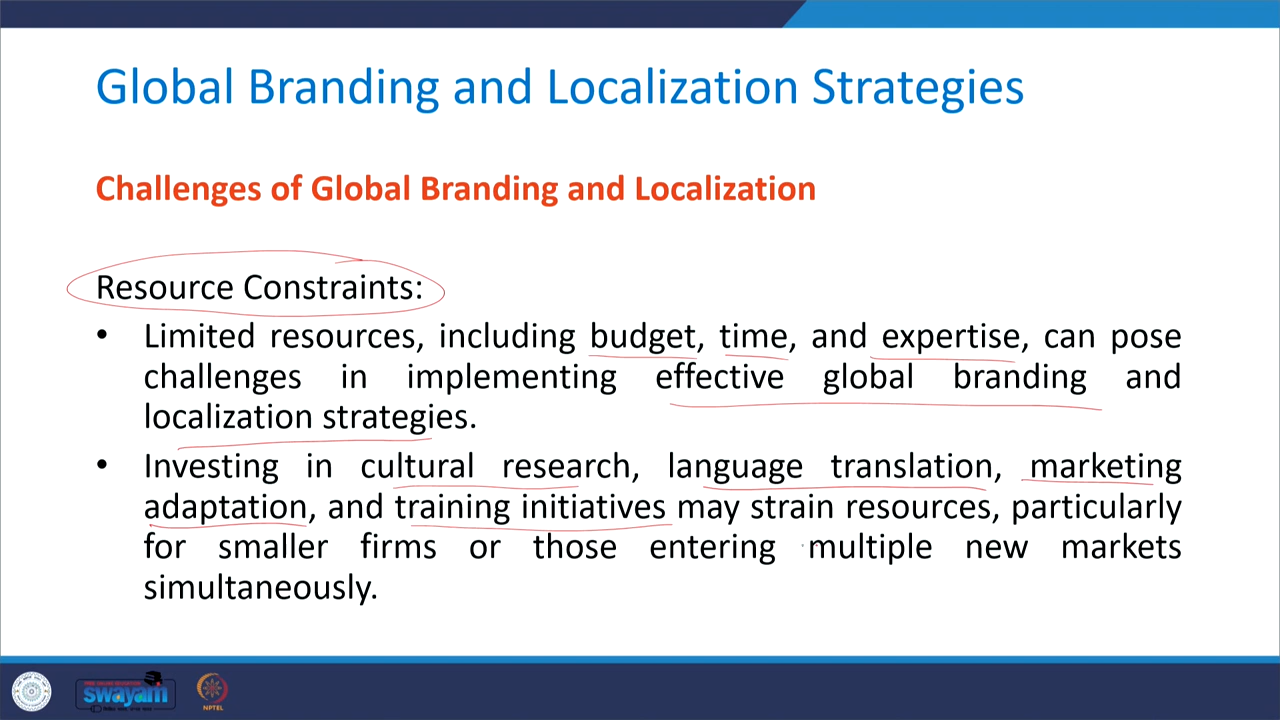 Global Branding and Localization Strategies
Challenges of Global Branding and Localization
Resource Constraints:
• Limited resources, including budget, time, and expertise, can pose
challenges in implementing effective global branding and
localization strategies.
• Investing in cultural research, language translation, marketing
adaptation, and training initiatives may strain resources, particularly
for smaller firms or those entering multiple new markets
simultaneously.
swayam
NPTEL